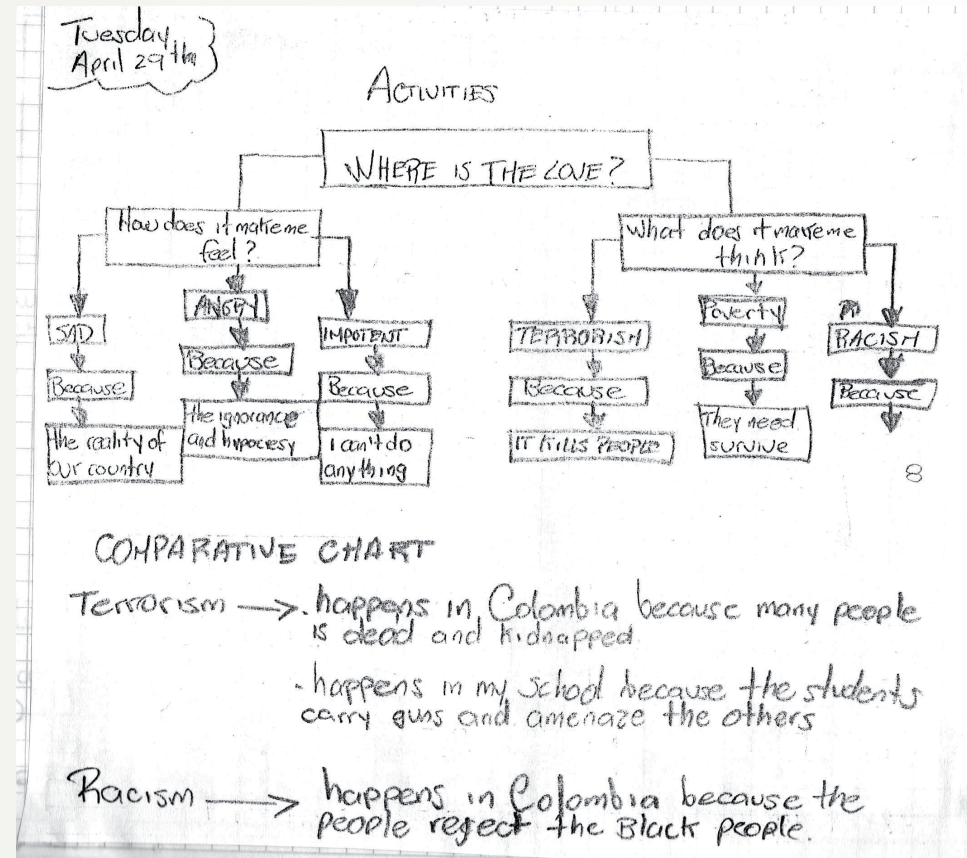 Tuesday,
April 29th
ACTIVITIES
WHERE IS THE LOVE?
How does it make me
feel?
SAD
Because
the reality of
our country
ANGRY
Because
the ignorance
and hypocresy
IMPOTENT
Because
I can't do
anything
What does it make me
think?
TERRORISM
Because
IT KILLS PEOPLE
Poverty
Because
They need
survive
RACISM
Because
8
COMPARATIVE CHART
Terrorism → . happens in Colombia because many people
is dead and kidnapped
- happens in my school because the students
carry guns and amenaze the others
Racism → happens in Colombia because the
people reject the Black people.